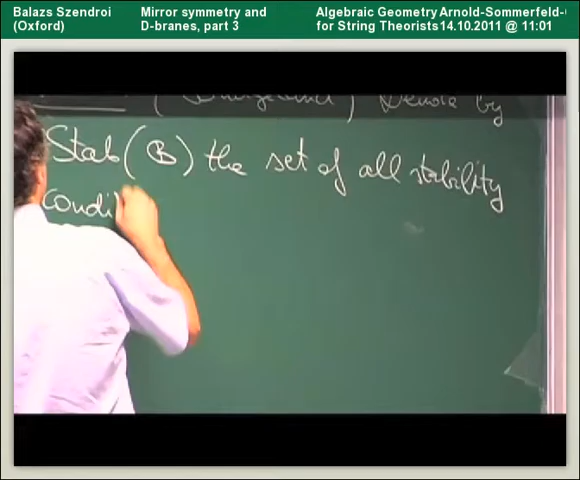 Balazs Szendroi
(Oxford)
Mirror symmetry and
D-branes, part 3
Algebraic Geometry
for String Theorists
Arnold-Sommerfeld-
14.10.2011 @ 11:01
(Bridgeland) Denote by
Stab(B) the set of all stability
condi